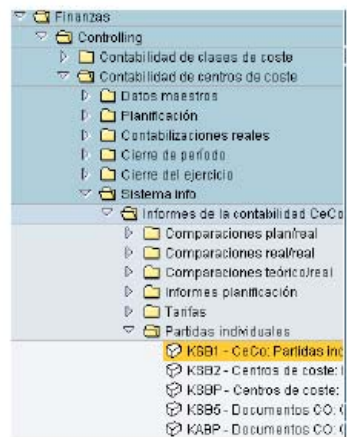 Finanzas
Controlling
Contabilidad de clases de coste
Contabilidad de centros de coste
Datos maestros
Planificación
Contabilizaciones reales
Cierre de período
Cierre del ejercicio
Sistema info
Informes de la contabilidad CeCo
Comparaciones plan/real
Comparaciones real/real
Comparaciones teórico/real
Informes planificación
Tarifas
Partidas individuales
KSB1 - CeCo: Partidas ind
KSB2 - Centros de coste:
KSBP - Centros de coste:
KSB5 - Documentos CO:
KABP - Documentos CO: